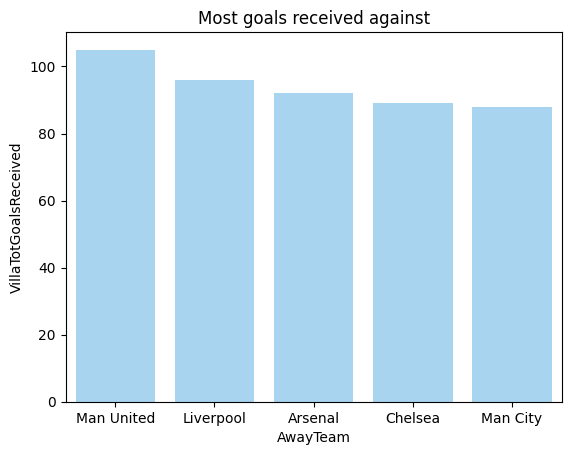 Most goals received against
VillaTotGoalsReceived
100
80
60
40
20
0
Man United Liverpool Arsenal Chelsea Man City
AwayTeam